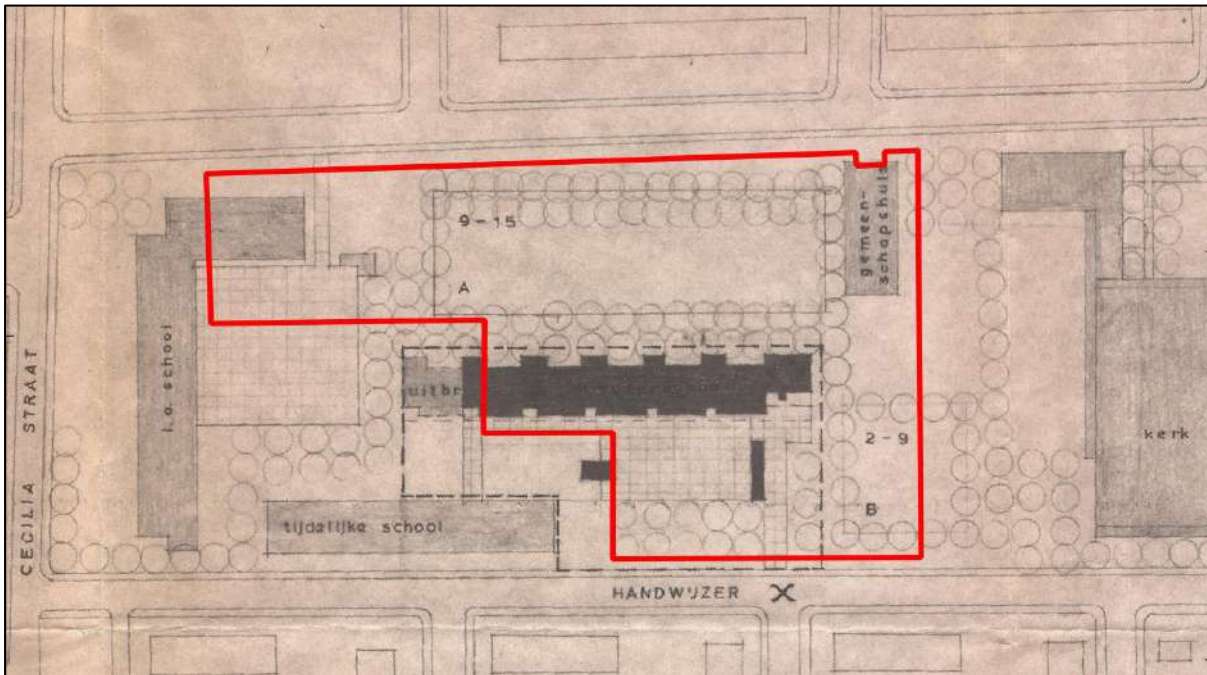 9 - 15
A
gemeen-
schapshuis
l.o. school
uitbr
2 - 9
B
kerk
tijdelijke school
CECILIA STRAAT
HANDWIJZER